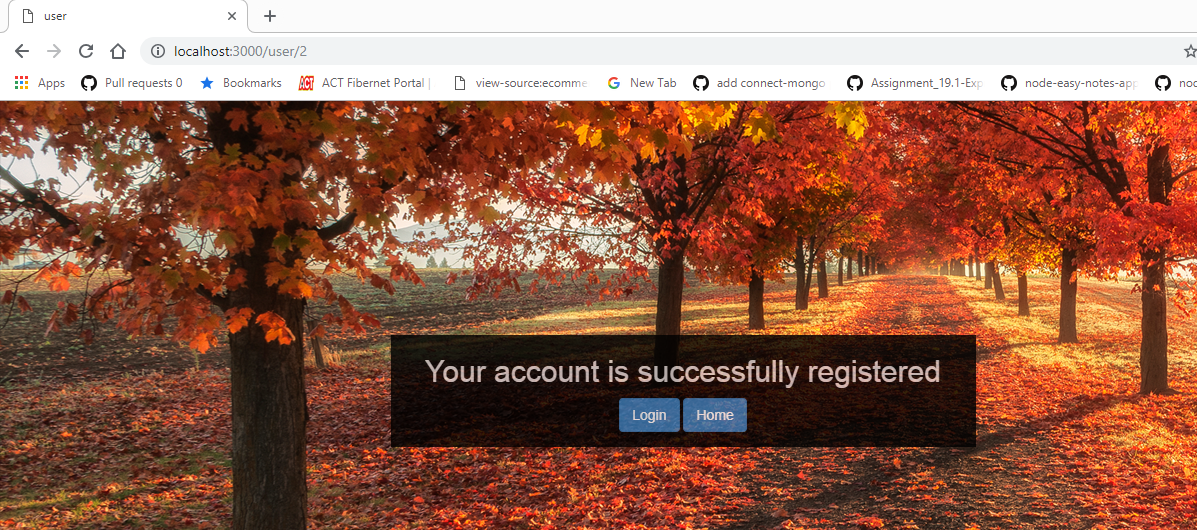 user
localhost:3000/user/2
Apps Pull requests 0 Bookmarks ACT ACT Fibernet Portal | view-source:ecomme New Tab add connect-mongo Assignment_19.1-Exp node-easy-notes-app noc
Your account is successfully registered
Login Home